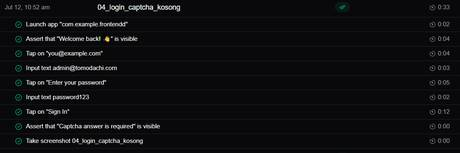 Jul 12, 10:52 am 04_login_captcha_kosong 0:33
Launch app "com.example.frontendd" 0:02
Assert that "Welcome back! 👋" is visible 0:04
Tap on "you@example.com" 0:04
Input text admin@tomodachi.com 0:03
Tap on "Enter your password" 0:05
Input text password123 0:02
Tap on "Sign In" 0:12
Assert that "Captcha answer is required" is visible 0:00
Take screenshot 04_login_captcha_kosong 0:00